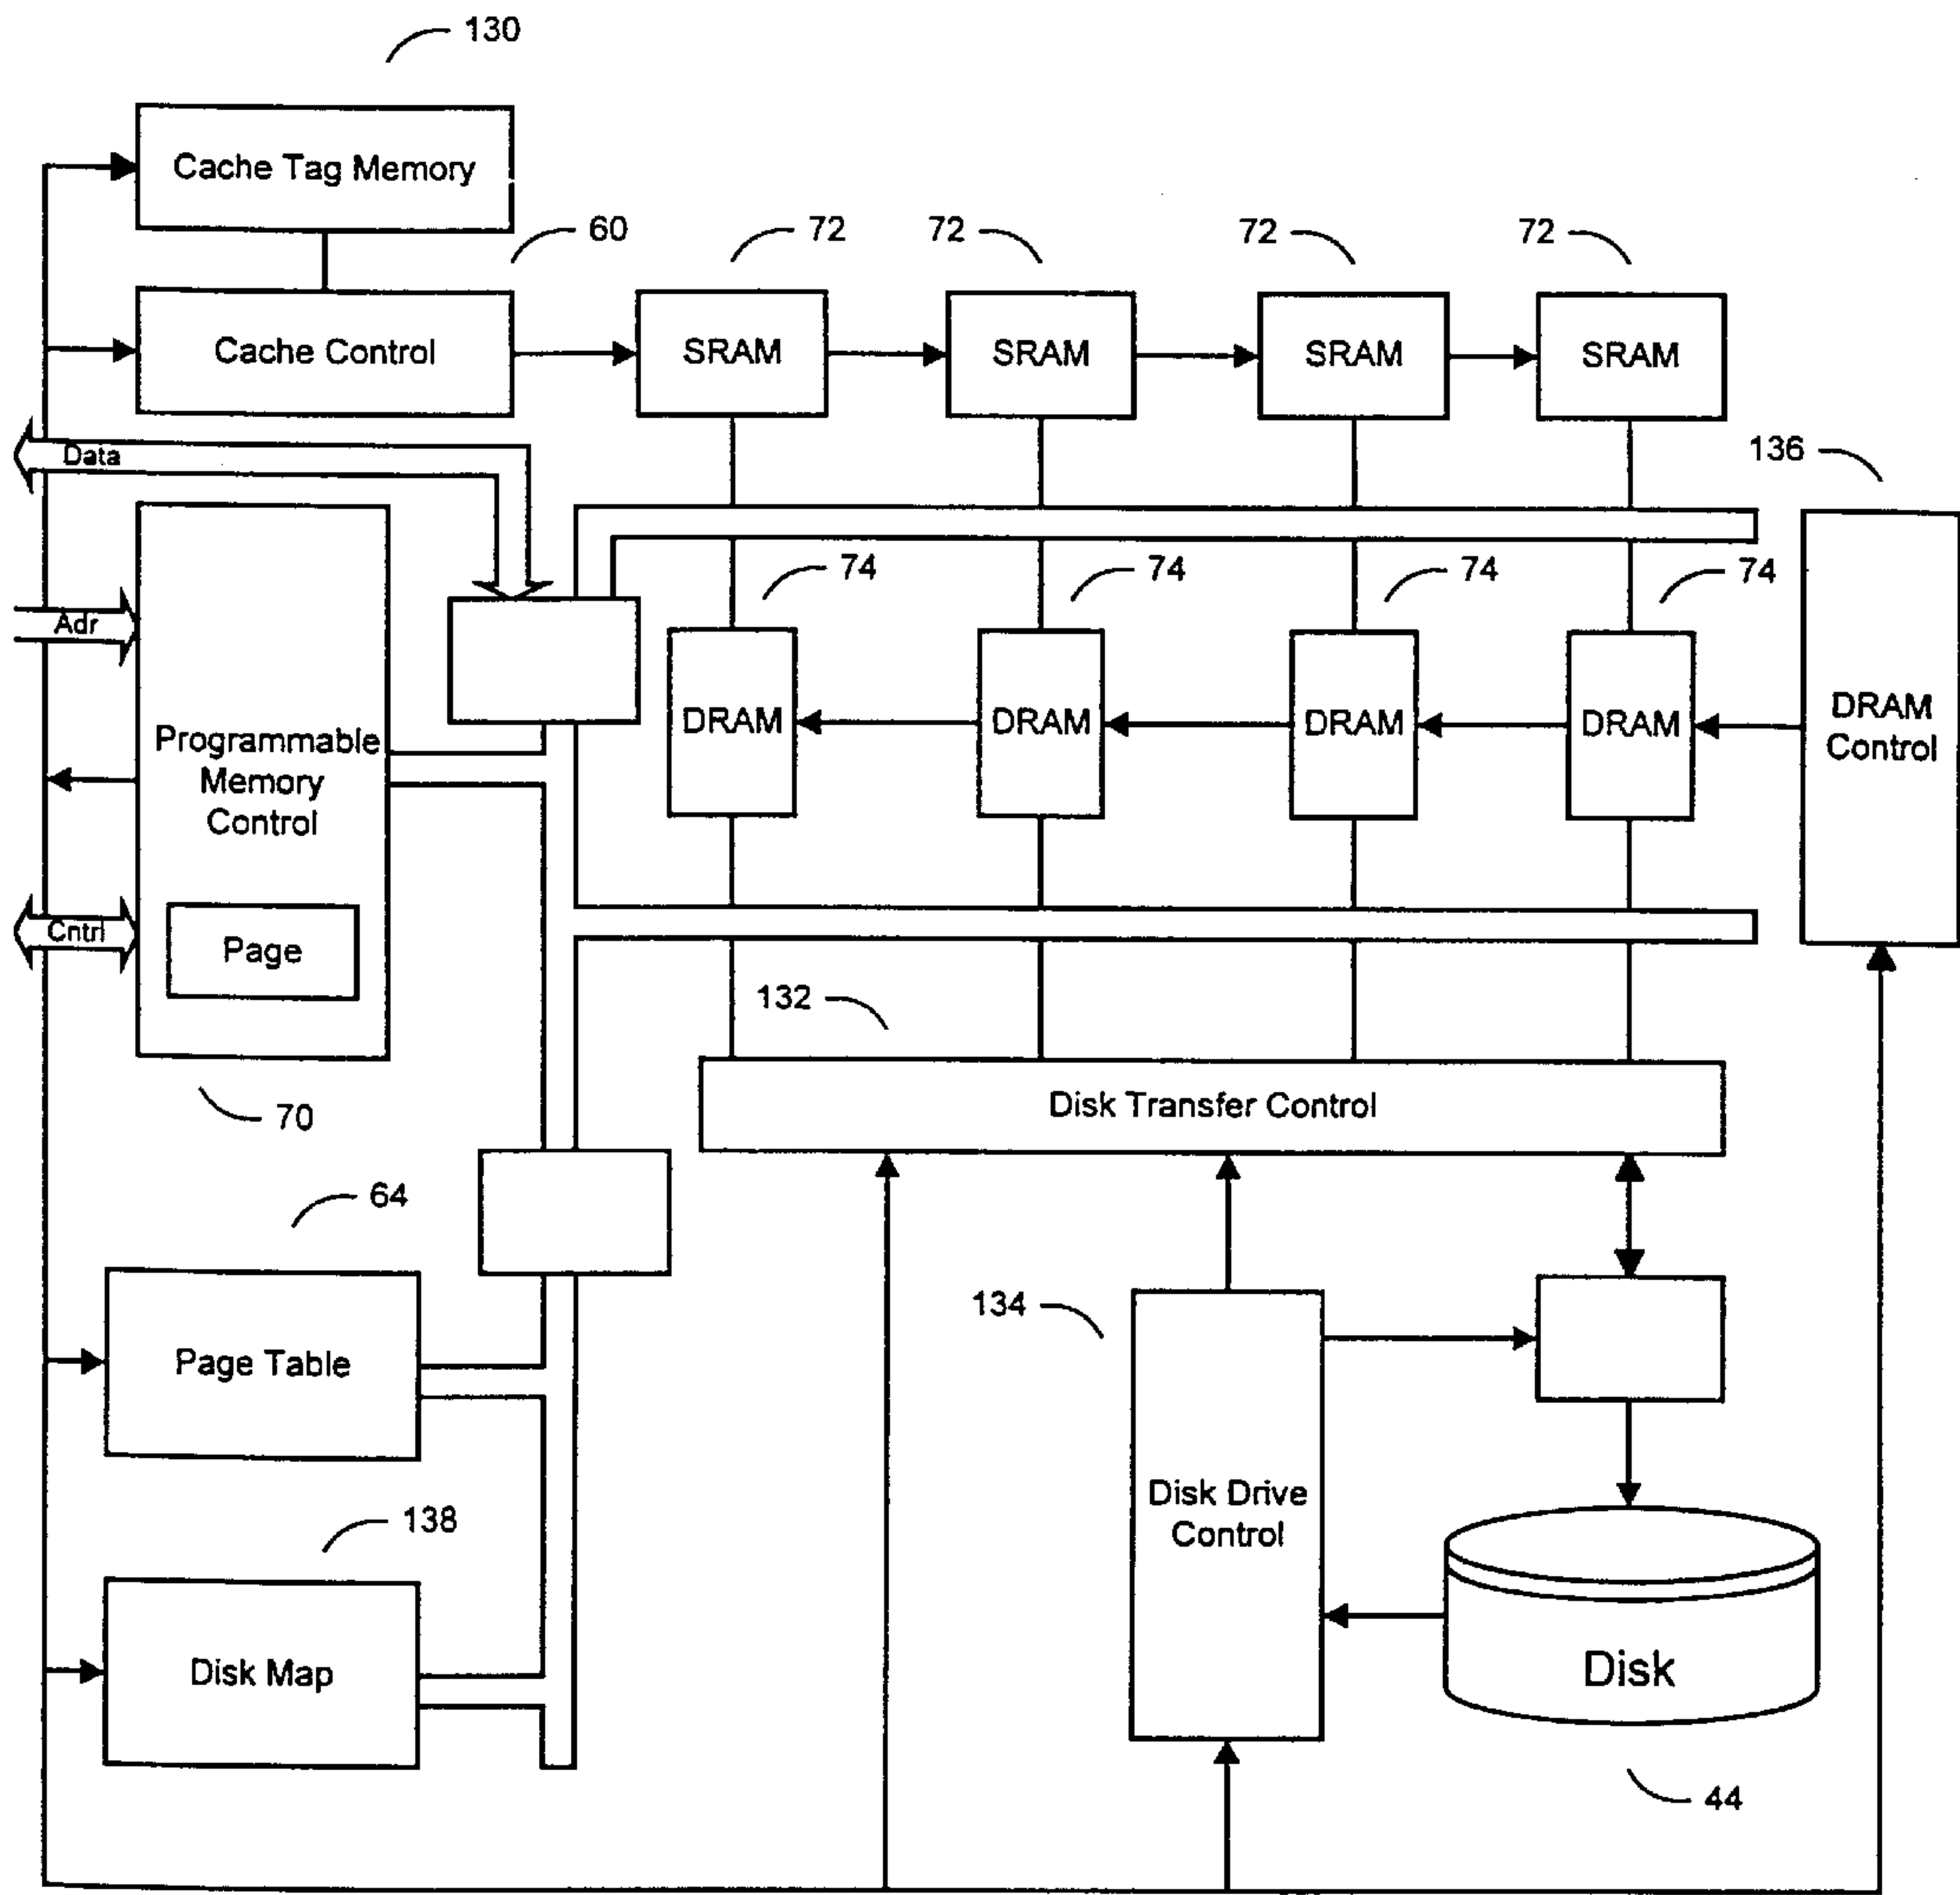 130
Cache Tag Memory
60
72
72
72
72
Cache Control
SRAM
SRAM
SRAM
SRAM
Data
136
74
74
74
74
Adr
Programmable
Memory
Control
DRAM
DRAM
DRAM
DRAM
DRAM
Control
Cntrl
Page
132
70
Disk Transfer Control
64
134
Page Table
138
Disk Drive
Control
Disk Map
Disk
44